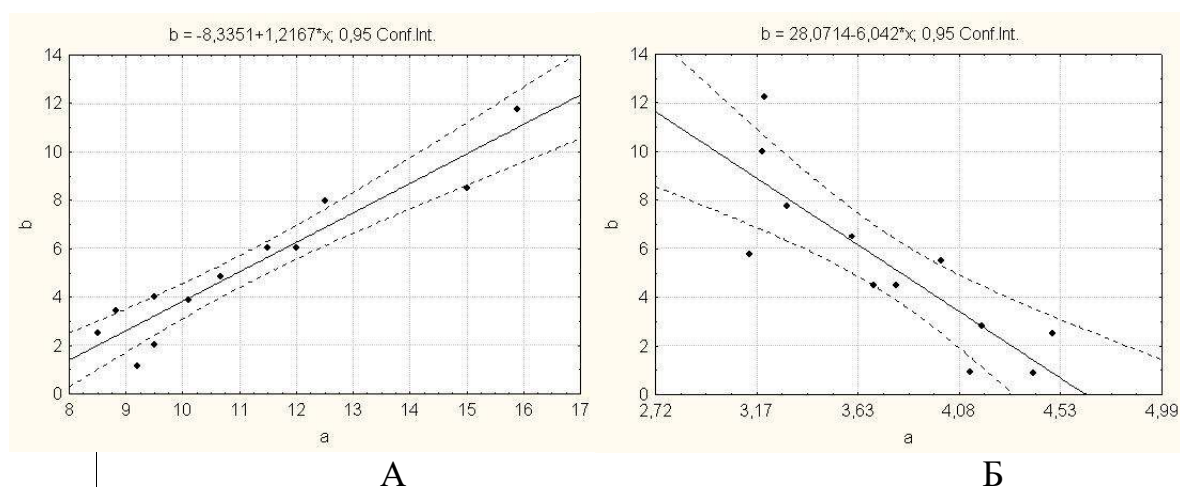 b = -8,3351+1,2167*x; 0,95 Conf.Int.
14
12
10
8
6
4
2
0
b
8 9 10 11 12 13 14 15 16 17
a
А
b = 28,0714-6,042*x; 0,95 Conf.Int.
14
12
10
8
6
4
2
0
b
2,72 3,17 3,63 4,08 4,53 4,99
a
Б